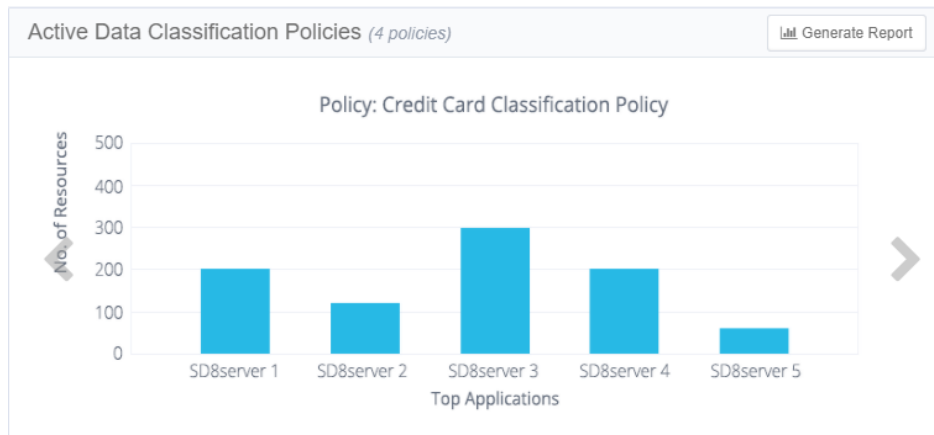 Active Data Classification Policies (4 policies)
Generate Report
Policy: Credit Card Classification Policy
No. of Resources
500
400
300
200
100
0
SD8server 1 SD8server 2 SD8server 3 SD8server 4 SD8server 5
Top Applications